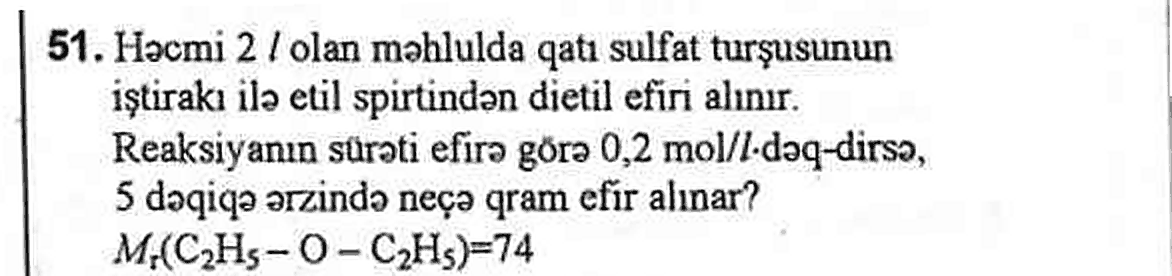 51. Həcmi 2 l olan məhlulda qatı sulfat turşusunun
iştirakı ilə etil spirtindən dietil efiri alınır.
Reaksiyanın sürəti efirə görə 0,2 mol/l·dəq-dirsə,
5 dəqiqə ərzində neçə qram efir alınar?
Mᵣ(C₂H₅ – O – C₂H₅)=74